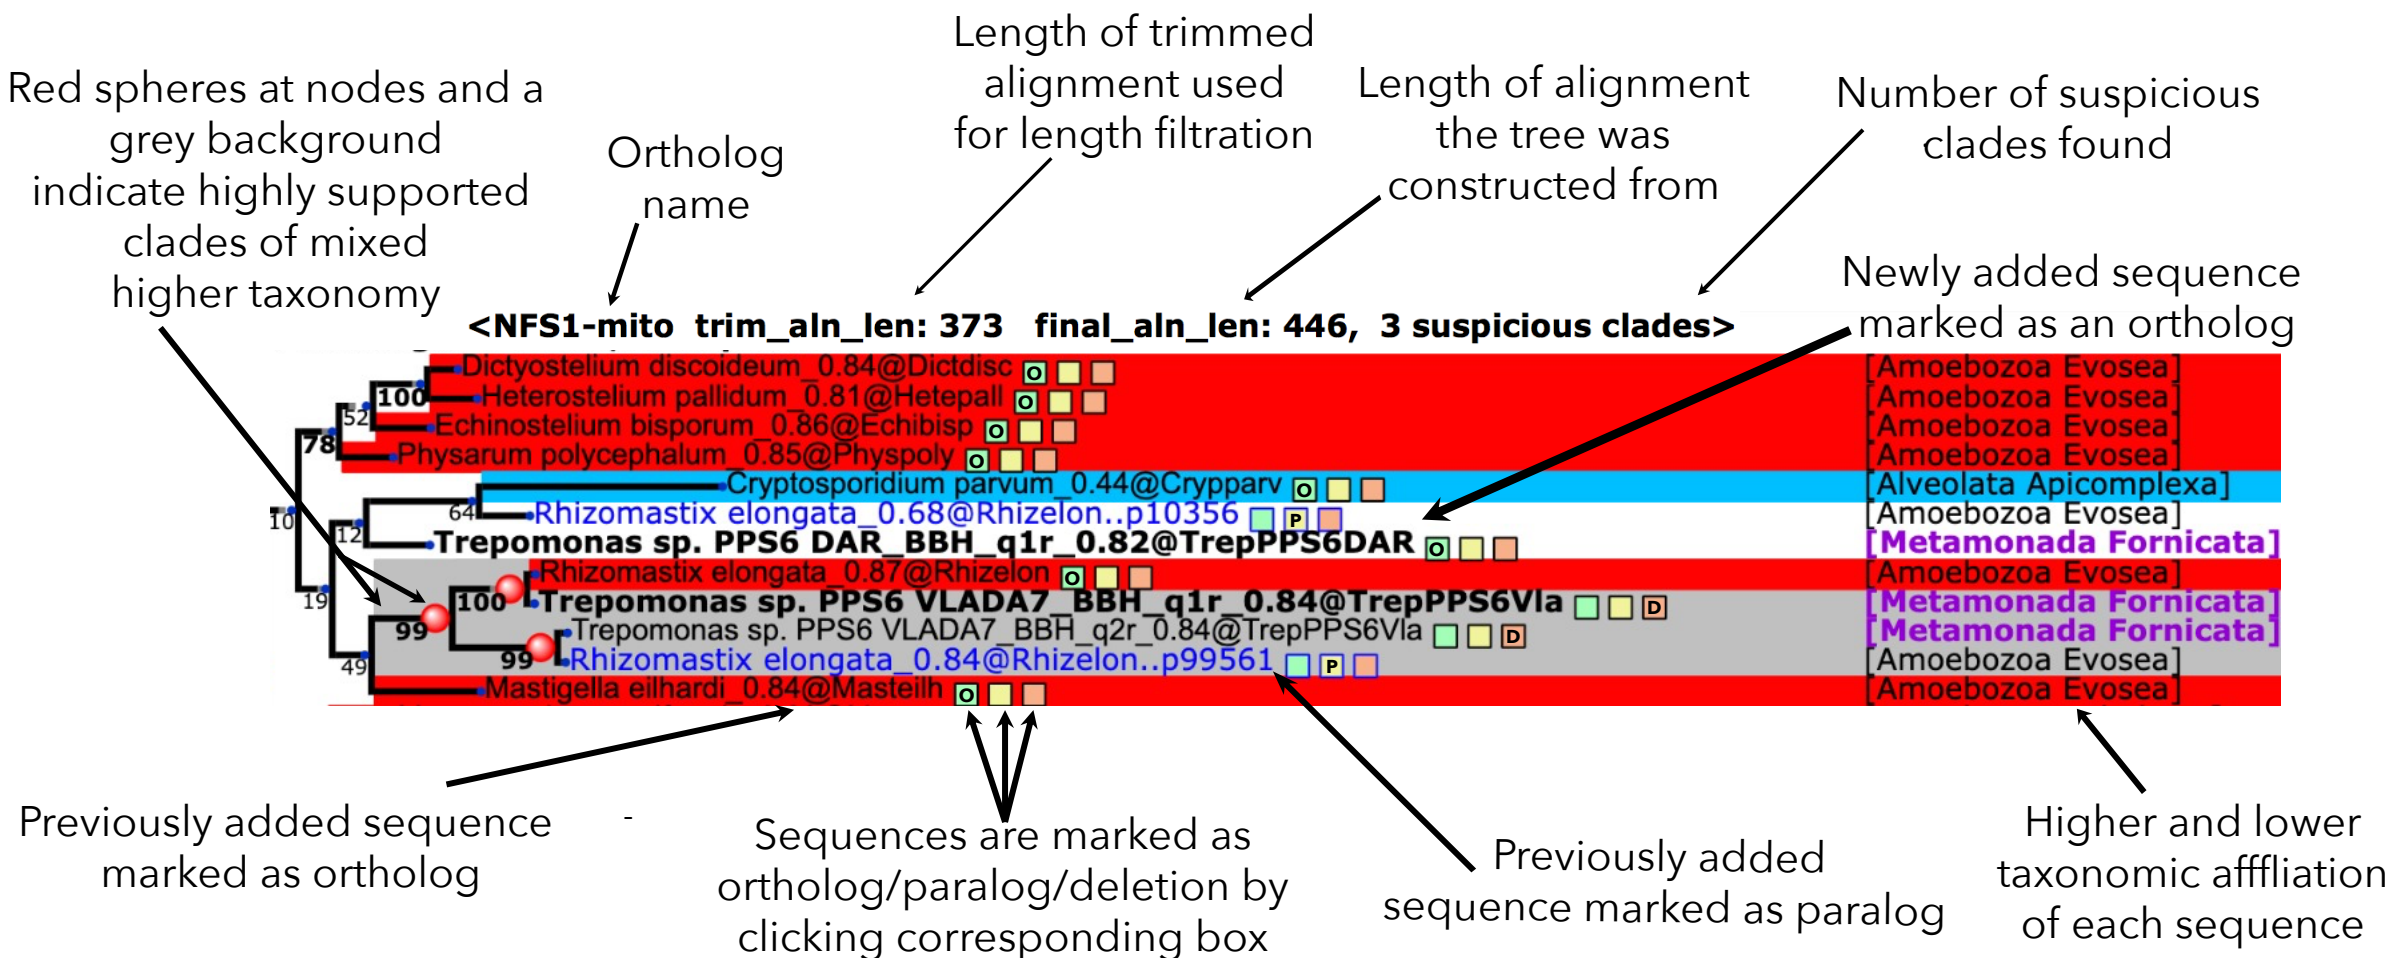 Red spheres at nodes and a
grey background
indicate highly supported
clades of mixed
higher taxonomy
Ortholog
name
Length of trimmed
alignment used
for length filtration
Length of alignment
the tree was
constructed from
Number of suspicious
clades found
Newly added sequence
marked as an ortholog
<NFS1-mito trim_aln_len: 373 final_aln_len: 446, 3 suspicious clades>
Dictyostelium discoideum_0.84@Dictdisc O [Amoebozoa Evosea]
100 Heterostelium pallidum_0.81@Hetepall O [Amoebozoa Evosea]
52 Echinostelium bisporum_0.86@Echibisp O [Amoebozoa Evosea]
78 Physarum polycephalum_0.85@Physpoly O [Amoebozoa Evosea]
Cryptosporidium parvum_0.44@Crypparv O [Alveolata Apicomplexa]
10 64 Rhizomastix elongata_0.68@Rhizelon..p10356 P [Amoebozoa Evosea]
12 Trepomonas sp. PPS6 DAR_BBH_q1r_0.82@TrepPPS6DAR O [Metamonada Fornicata]
Rhizomastix elongata_0.87@Rhizelon O [Amoebozoa Evosea]
19 100 Trepomonas sp. PPS6 VLADA7_BBH_q1r_0.84@TrepPPS6Vla D [Metamonada Fornicata]
99 Trepomonas sp. PPS6 VLADA7_BBH_q2r_0.84@TrepPPS6Vla D [Metamonada Fornicata]
49 99 Rhizomastix elongata_0.84@Rhizelon..p99561 P [Amoebozoa Evosea]
Mastigella eilhardi_0.84@Masteilh O [Amoebozoa Evosea]
Previously added sequence
marked as ortholog
-
Sequences are marked as
ortholog/paralog/deletion by
clicking corresponding box
Previously added
sequence marked as paralog
Higher and lower
taxonomic afffliation
of each sequence